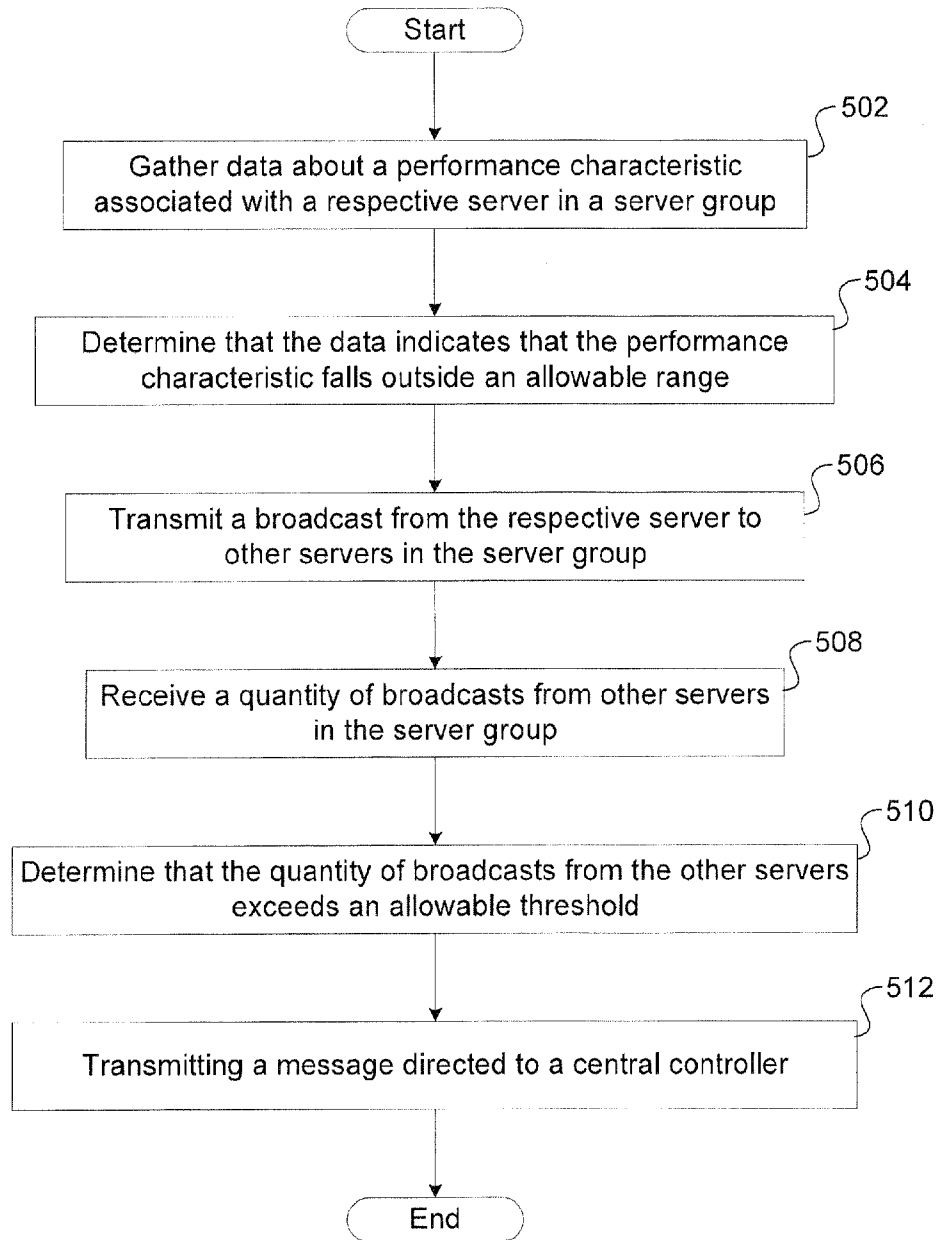 Start
502
Gather data about a performance characteristic
associated with a respective server in a server group
504
Determine that the data indicates that the performance
characteristic falls outside an allowable range
506
Transmit a broadcast from the respective server to
other servers in the server group
508
Receive a quantity of broadcasts from other servers
in the server group
510
Determine that the quantity of broadcasts from the other servers
exceeds an allowable threshold
512
Transmitting a message directed to a central controller
End